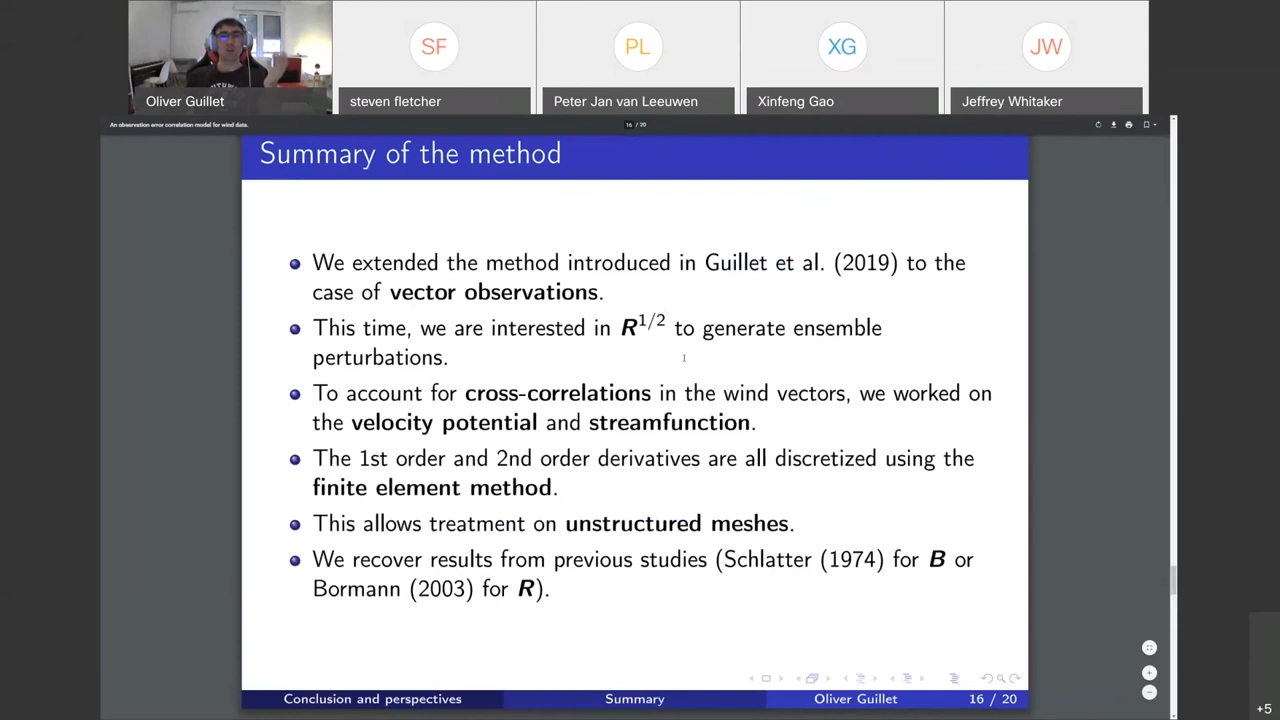 SF
PL
XG
JW
Oliver Guillet
steven fletcher
Peter Jan van Leeuwen
Xinfeng Gao
Jeffrey Whitaker
An observation error correlation model for wind data.
16 / 20
Summary of the method
We extended the method introduced in Guillet et al. (2019) to the
case of vector observations.
This time, we are interested in R^{1/2} to generate ensemble
perturbations.
To account for cross-correlations in the wind vectors, we worked on
the velocity potential and streamfunction.
The 1st order and 2nd order derivatives are all discretized using the
finite element method.
This allows treatment on unstructured meshes.
We recover results from previous studies (Schlatter (1974) for B or
Bormann (2003) for R).
Conclusion and perspectives
Summary
Oliver Guillet
16 / 20
+5